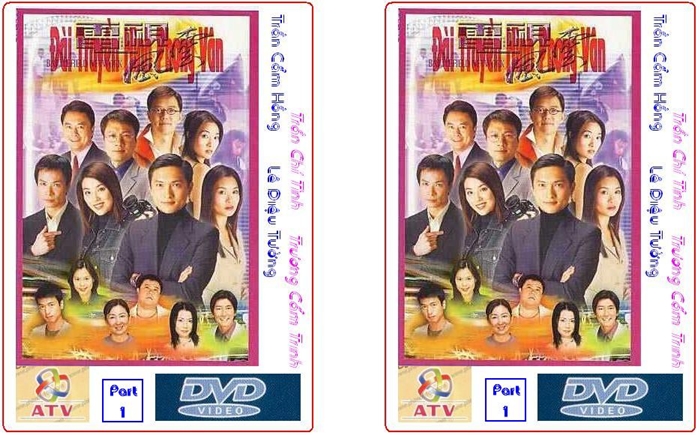 Đài Truyền Hình Phong Vân
Trần Cẩm Hồng
Lê Diệu Tường
Trần Chí Tình
Trương Cẩm Trình
ATV
Part
1
DVD
VIDEO
Đài Truyền Hình Phong Vân
Trần Cẩm Hồng
Lê Diệu Tường
Trần Chí Tình
Trương Cẩm Trình
ATV
Part
1
DVD
VIDEO